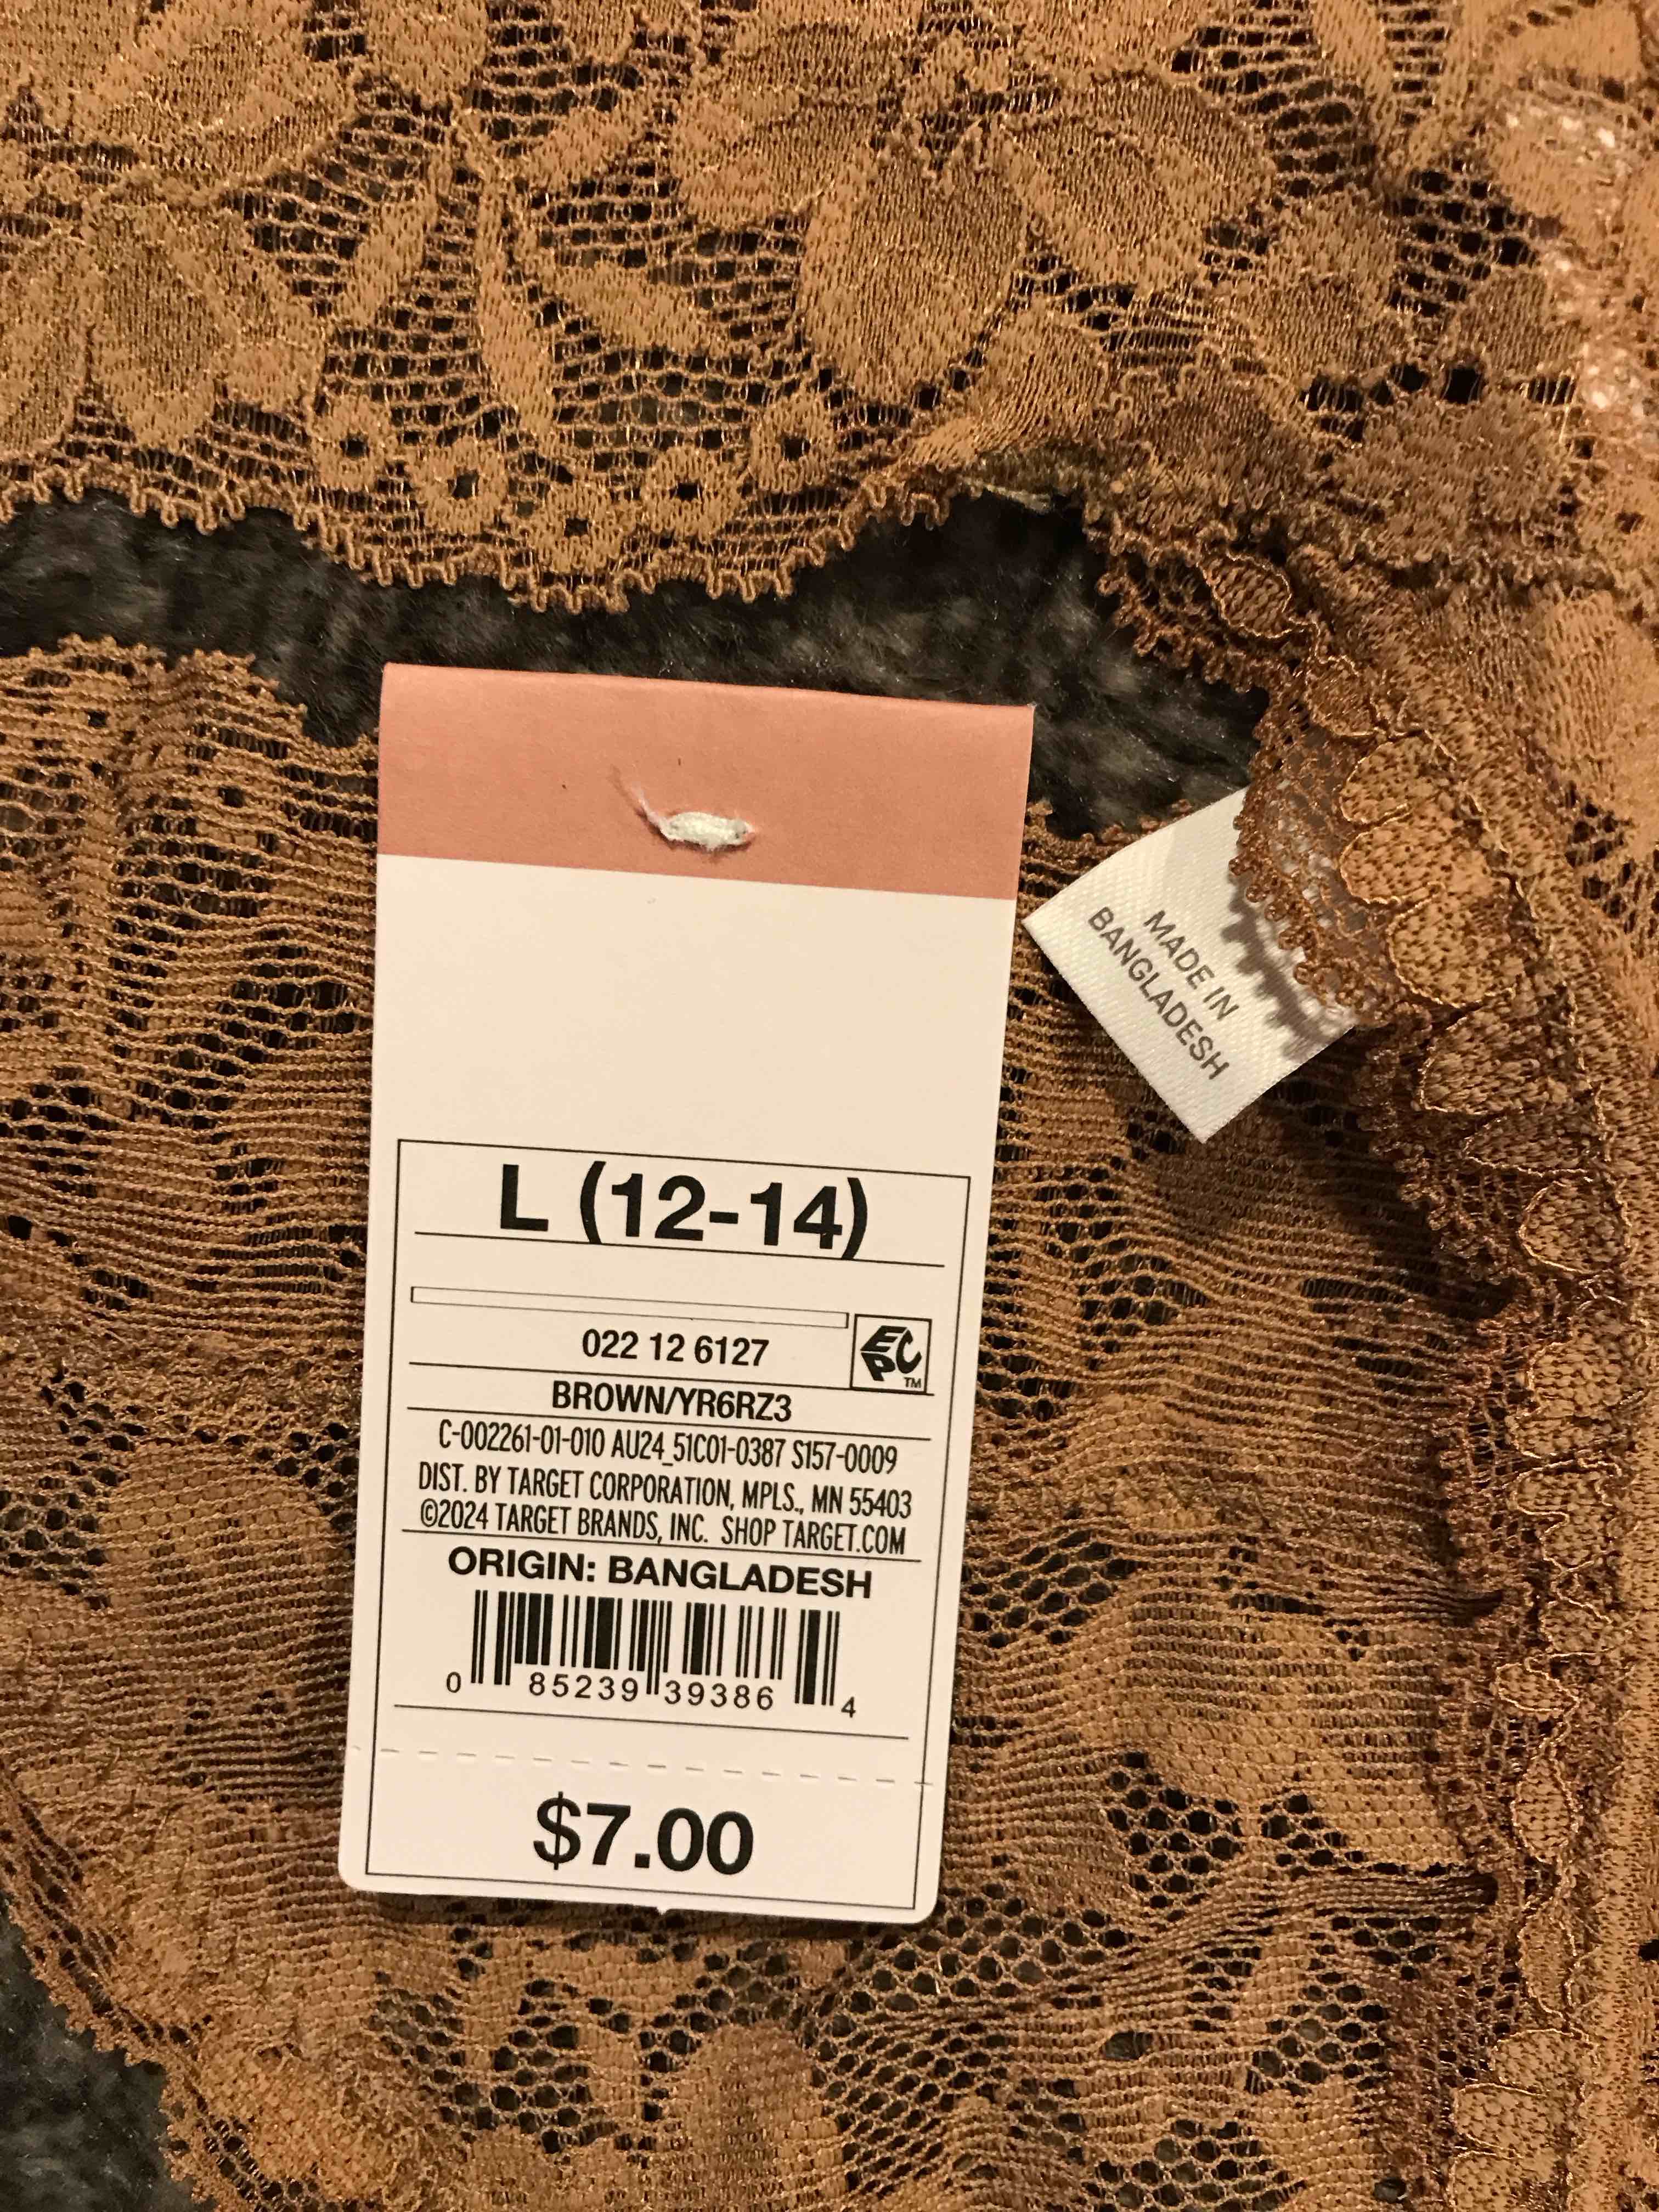 MADE IN
BANGLADESH
L (12-14)
022 12 6127
EPC
TM
BROWN/YR6RZ3
C-002261-01-010 AU24_51C01-0387 S157-0009
DIST. BY TARGET CORPORATION, MPLS., MN 55403
©2024 TARGET BRANDS, INC. SHOP TARGET.COM
ORIGIN: BANGLADESH
0 85239 39386 4
$7.00